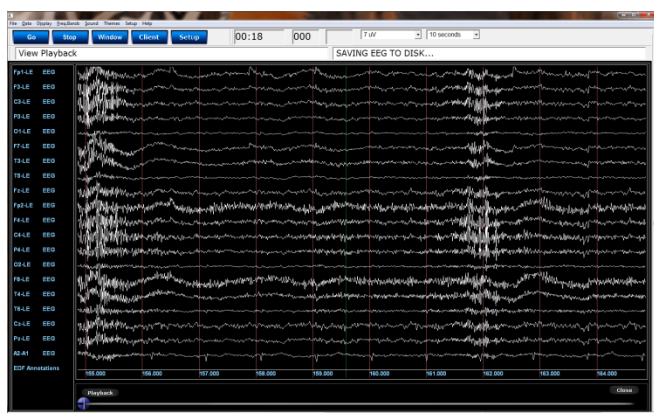 File Data Display Freq.Bands Sound Themes Setup Help
Go Stop Window Client Setup 00:18 000 7 uV 10 seconds
View Playback SAVING EEG TO DISK...
Fp1-LE EEG
F3-LE EEG
C3-LE EEG
P3-LE EEG
O1-LE EEG
F7-LE EEG
T3-LE EEG
T5-LE EEG
Fz-LE EEG
Fp2-LE EEG
F4-LE EEG
C4-LE EEG
P4-LE EEG
O2-LE EEG
F8-LE EEG
T4-LE EEG
T6-LE EEG
Cz-LE EEG
Pz-LE EEG
A2-A1 EEG
EDF Annotations
155.000 156.000 157.000 158.000 159.000 160.000 161.000 162.000 163.000 164.000
Playback Close